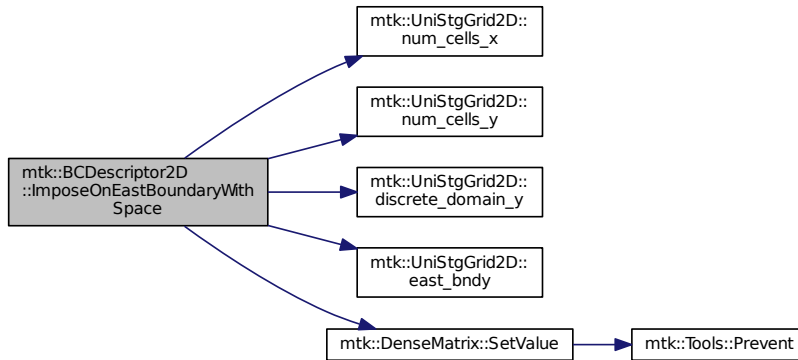 mtk::BCDescriptor2D
::ImposeOnEastBoundaryWith
Space
mtk::UniStgGrid2D::
num_cells_x
mtk::UniStgGrid2D::
num_cells_y
mtk::UniStgGrid2D::
discrete_domain_y
mtk::UniStgGrid2D::
east_bndy
mtk::DenseMatrix::SetValue
mtk::Tools::Prevent